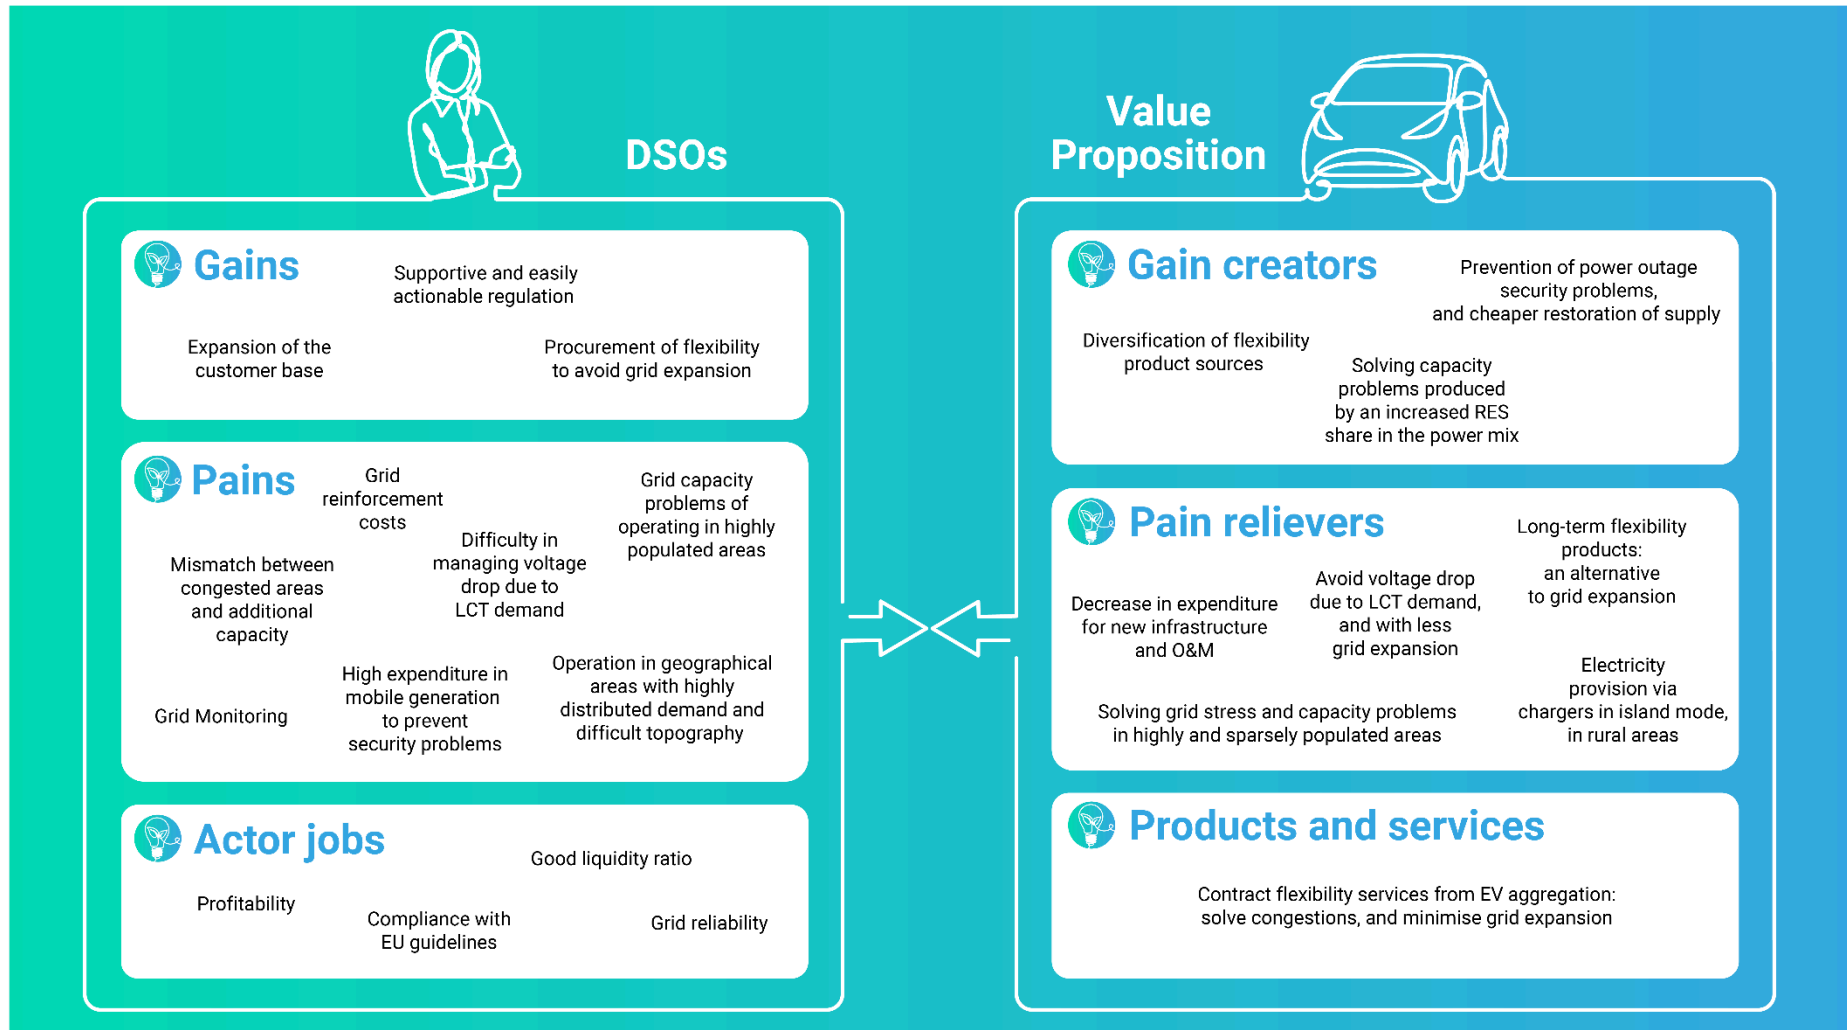 DSOs
Gains
Supportive and easily
actionable regulation
Expansion of the
customer base
Procurement of flexibility
to avoid grid expansion
Pains
Grid
reinforcement
costs
Grid capacity
problems of
operating in highly
populated areas
Difficulty in
managing voltage
drop due to
LCT demand
Mismatch between
congested areas
and additional
capacity
Grid Monitoring
High expenditure in
mobile generation
to prevent
security problems
Operation in geographical
areas with highly
distributed demand and
difficult topography
Actor jobs
Good liquidity ratio
Profitability
Compliance with
EU guidelines
Grid reliability
Value
Proposition
Gain creators
Prevention of power outage
security problems,
and cheaper restoration of supply
Diversification of flexibility
product sources
Solving capacity
problems produced
by an increased RES
share in the power mix
Pain relievers
Long-term flexibility
products:
an alternative
to grid expansion
Avoid voltage drop
due to LCT demand,
and with less
grid expansion
Decrease in expenditure
for new infrastructure
and O&M
Electricity
provision via
chargers in island mode,
in rural areas
Solving grid stress and capacity problems
in highly and sparsely populated areas
Products and services
Contract flexibility services from EV aggregation:
solve congestions, and minimise grid expansion